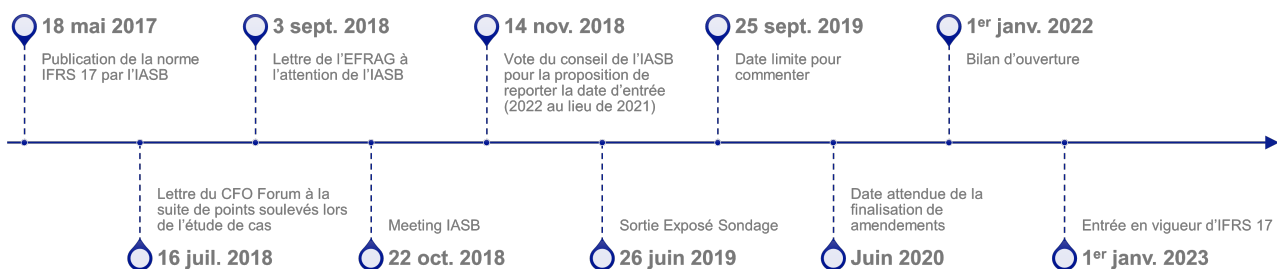 18 mai 2017
Publication de la norme
IFRS 17 par l'IASB
16 juil. 2018
Lettre du CFO Forum à la
suite de points soulevés lors
de l'étude de cas
3 sept. 2018
Lettre de l'EFRAG à
l'attention de l'IASB
22 oct. 2018
Meeting IASB
14 nov. 2018
Vote du conseil de l'IASB
pour la proposition de
reporter la date d'entrée
(2022 au lieu de 2021)
26 juin 2019
Sortie Exposé Sondage
25 sept. 2019
Date limite pour
commenter
Juin 2020
Date attendue de la
finalisation de
amendements
1er janv. 2022
Bilan d'ouverture
1er janv. 2023
Entrée en vigueur d'IFRS 17